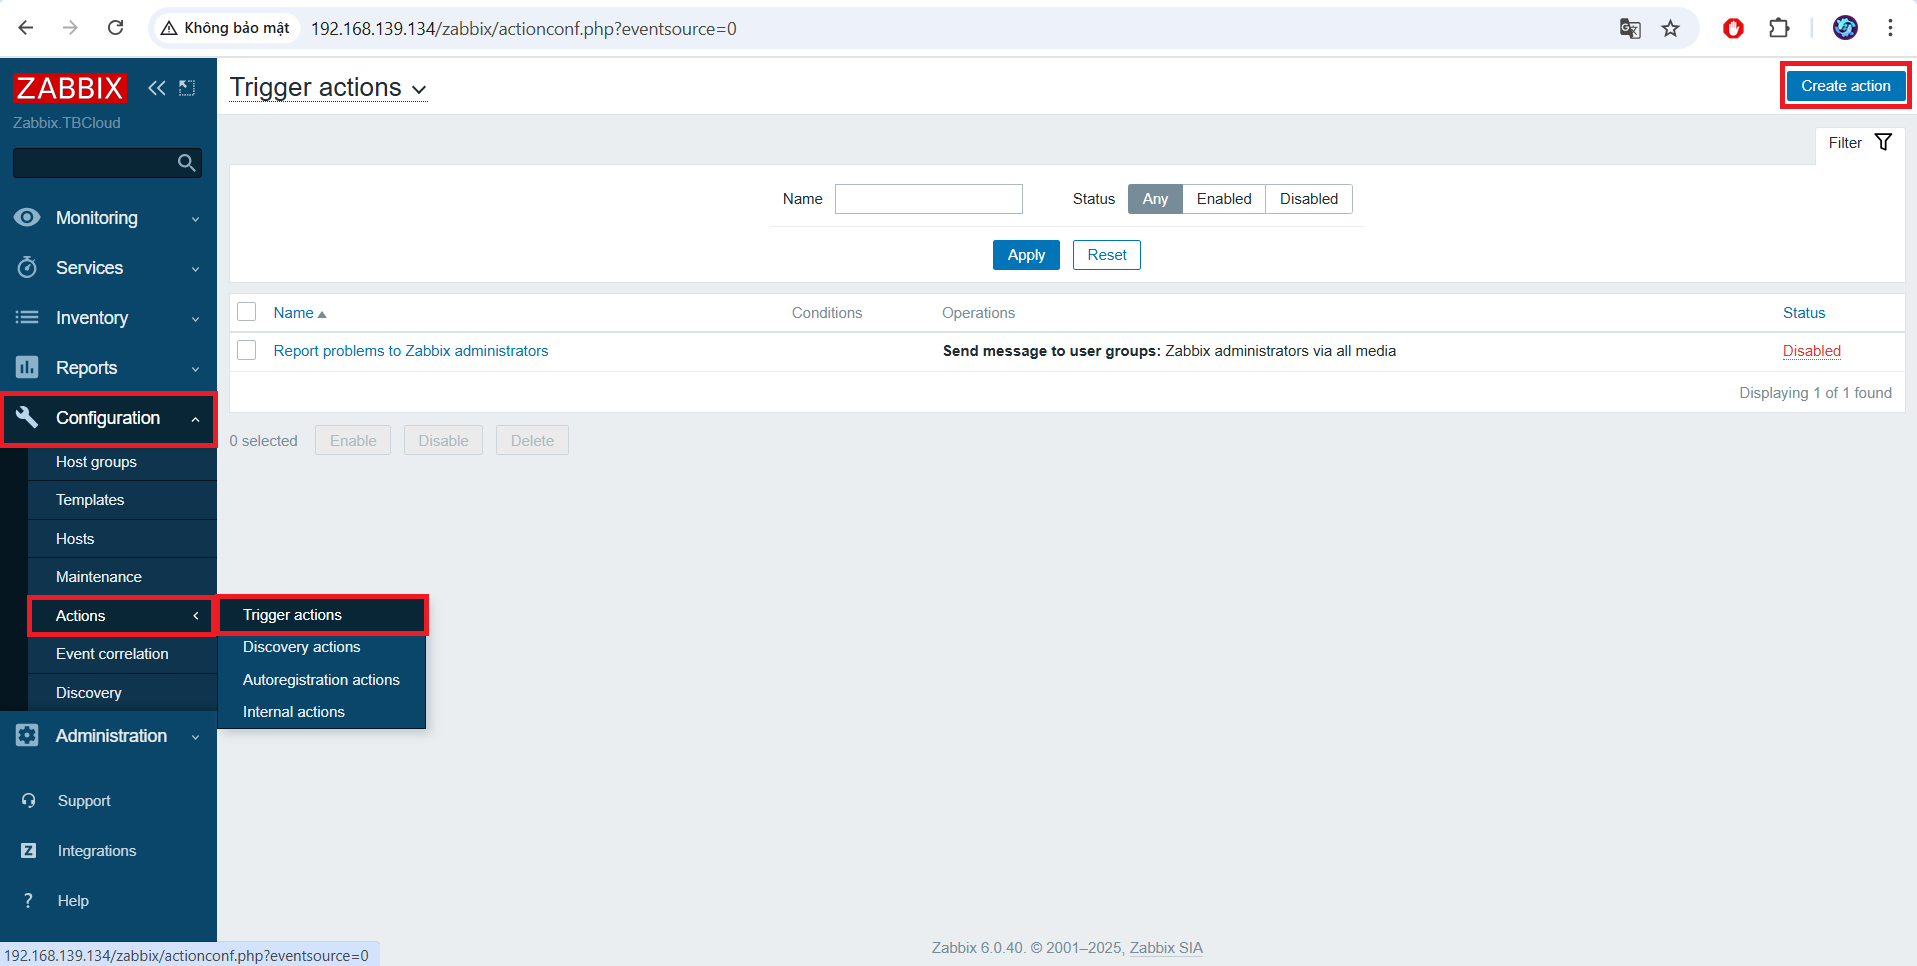 Không bảo mật 192.168.139.134/zabbix/actionconf.php?eventsource=0
ZABBIX
Zabbix.TBCloud
Monitoring
Services
Inventory
Reports
Configuration
Host groups
Templates
Hosts
Maintenance
Actions
Event correlation
Discovery
Trigger actions
Discovery actions
Autoregistration actions
Internal actions
Administration
Support
Integrations
? Help
192.168.139.134/zabbix/actionconf.php?eventsource=0
Trigger actions
Create action
Filter
Name Status Any Enabled Disabled
Apply Reset
Name Conditions Operations Status
Report problems to Zabbix administrators Send message to user groups: Zabbix administrators via all media Disabled
Displaying 1 of 1 found
0 selected Enable Disable Delete
Zabbix 6.0.40. © 2001–2025, Zabbix SIA